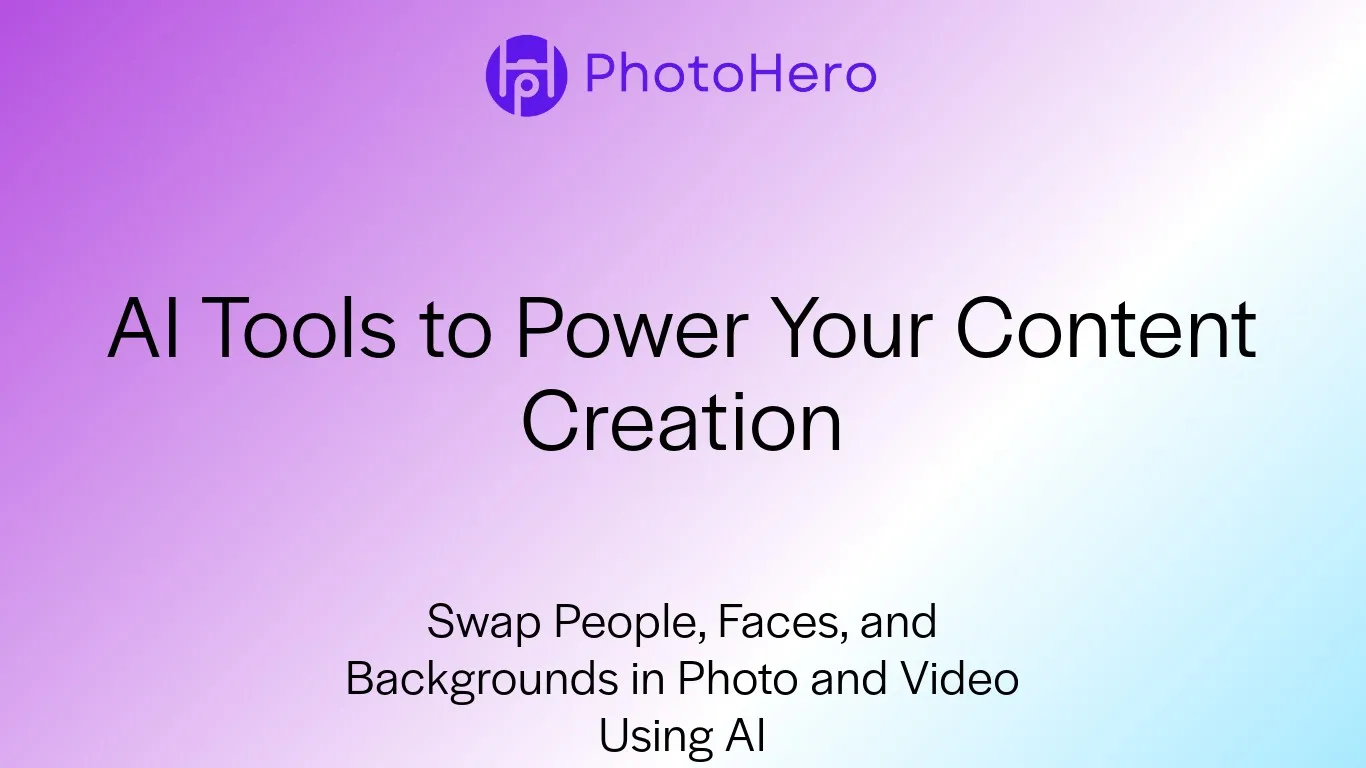 PhotoHero
AI Tools to Power Your Content
Creation
Swap People, Faces, and
Backgrounds in Photo and Video
Using AI